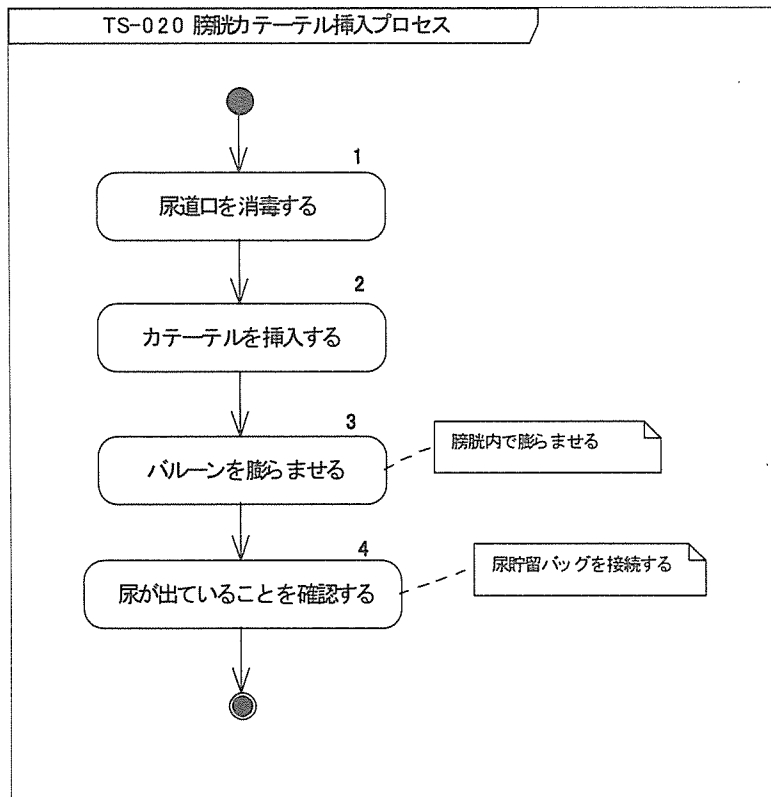 TS-020 膀胱カテーテル挿入プロセス
1
尿道口を消毒する
2
カテーテルを挿入する
3
バルーンを膨らませる
膀胱内で膨らませる
4
尿が出ていることを確認する
尿貯留バッグを接続する